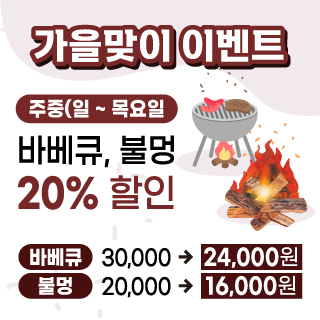 가을맞이 이벤트
주중(일 ~ 목요일
바베큐, 불멍
20% 할인
바베큐 30,000 → 24,000원
불멍 20,000 → 16,000원